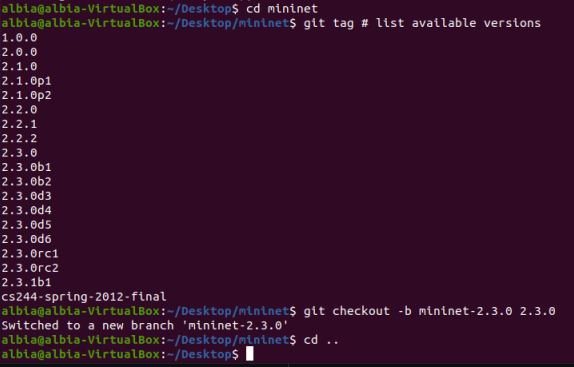 albia@albia-VirtualBox:~/Desktop$ cd mininet
albia@albia-VirtualBox:~/Desktop/mininet$ git tag # list available versions
1.0.0
2.0.0
2.1.0
2.1.0p1
2.1.0p2
2.2.0
2.2.1
2.2.2
2.3.0
2.3.0b1
2.3.0b2
2.3.0d3
2.3.0d4
2.3.0d5
2.3.0d6
2.3.0rc1
2.3.0rc2
2.3.1b1
cs244-spring-2012-final
albia@albia-VirtualBox:~/Desktop/mininet$ git checkout -b mininet-2.3.0 2.3.0
Switched to a new branch 'mininet-2.3.0'
albia@albia-VirtualBox:~/Desktop/mininet$ cd ..
albia@albia-VirtualBox:~/Desktop$